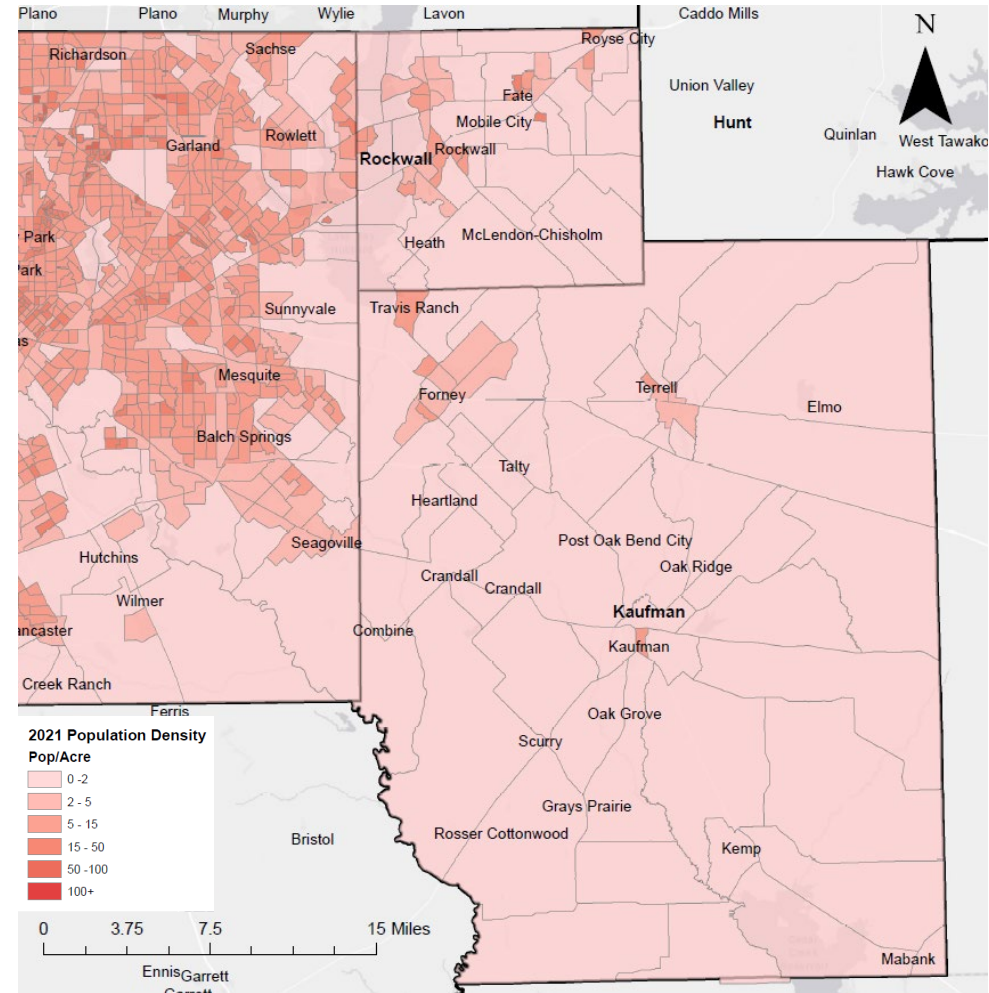 Plano Plano Murphy Wylie Lavon Caddo Mills
N
Richardson Sachse Royse City
Union Valley
Fate
Mobile City Hunt
Garland Rowlett Quinlan West Tawako
Rockwall Rockwall
Hawk Cove
Park Heath McLendon-Chisholm
Park
Sunnyvale Travis Ranch
as
Mesquite Forney Terrell
Elmo
Balch Springs
Talty
Heartland
Seagoville Post Oak Bend City
Hutchins Oak Ridge
Crandall Crandall
Wilmer Kaufman
ancaster Combine
Kaufman
Creek Ranch
Ferris Oak Grove
2021 Population Density
Scurry
Pop/Acre
0 -2
2 - 5
5 - 15 Grays Prairie
15 - 50 Rosser Cottonwood
Bristol Kemp
50 -100
100+
0 3.75 7.5 15 Miles
Mabank
Ennis Garrett